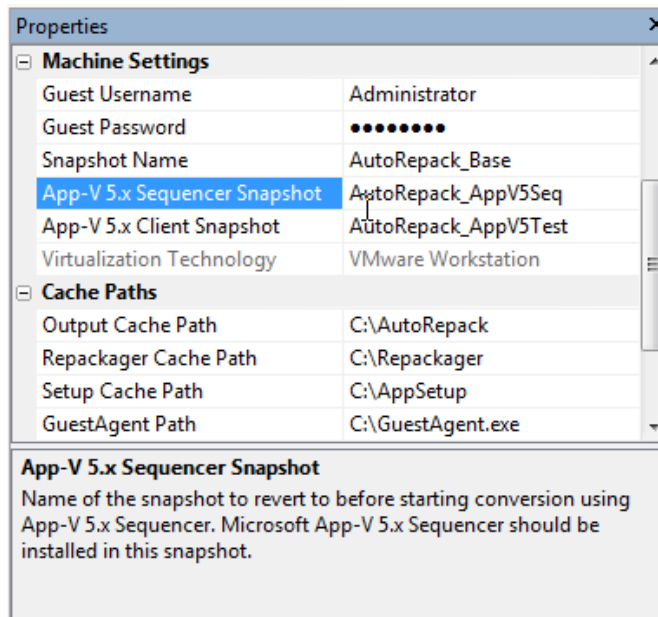 Properties
Machine Settings
Guest Username Administrator
Guest Password ●●●●●●●●
Snapshot Name AutoRepack_Base
App-V 5.x Sequencer Snapshot AutoRepack_AppV5Seq
App-V 5.x Client Snapshot AutoRepack_AppV5Test
Virtualization Technology VMware Workstation
Cache Paths
Output Cache Path C:\AutoRepack
Repackager Cache Path C:\Repackager
Setup Cache Path C:\AppSetup
GuestAgent Path C:\GuestAgent.exe
App-V 5.x Sequencer Snapshot
Name of the snapshot to revert to before starting conversion using
App-V 5.x Sequencer. Microsoft App-V 5.x Sequencer should be
installed in this snapshot.